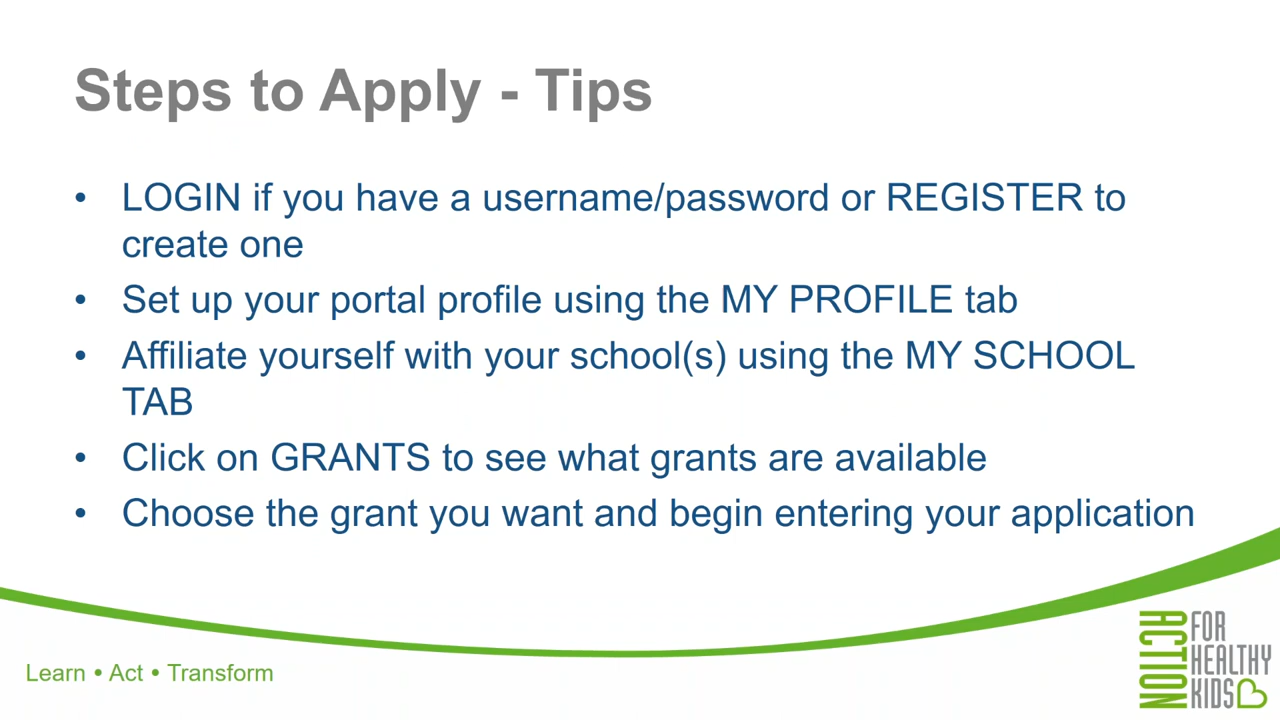 Steps to Apply - Tips
• LOGIN if you have a username/password or REGISTER to
create one
• Set up your portal profile using the MY PROFILE tab
• Affiliate yourself with your school(s) using the MY SCHOOL
TAB
• Click on GRANTS to see what grants are available
• Choose the grant you want and begin entering your application
Learn • Act • Transform
ACTION
FOR
HEALTHY
KIDS